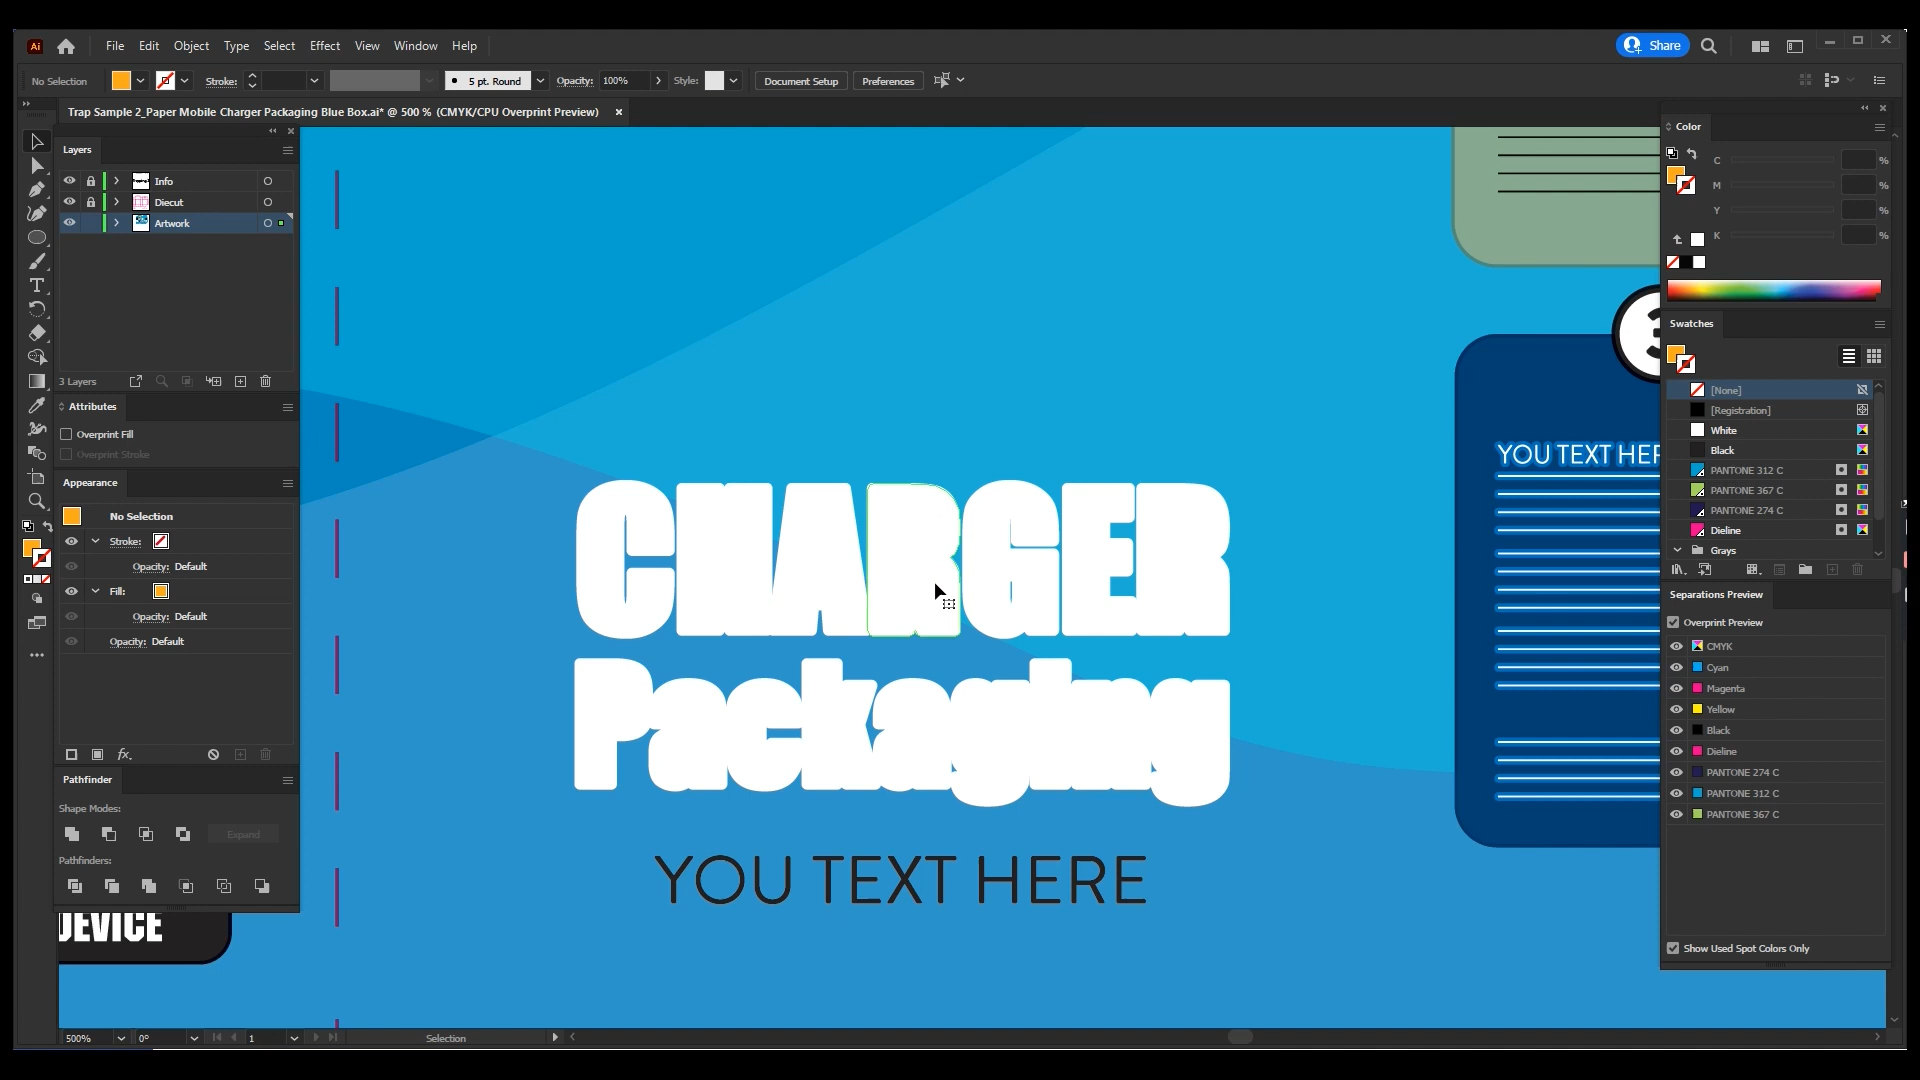 Ai File Edit Object Type Select Effect View Window Help Share
No Selection Stroke: 5 pt. Round Opacity: 100% Style: Document Setup Preferences
Trap Sample 2_Paper Mobile Charger Packaging Blue Box.ai* @ 500 % (CMYK/CPU Overprint Preview) ×
Layers
Info
Diecut
Artwork
3 Layers
Attributes
Overprint Fill
Overprint Stroke
Appearance
No Selection
Stroke:
Opacity: Default
Fill:
Opacity: Default
Opacity: Default
fx
Pathfinder
Shape Modes:
Expand
Pathfinders:
DEVICE
CHARGER
Packaging
YOU TEXT HERE
3
YOU TEXT HER
Color
C %
M %
Y %
K %
Swatches
[None]
[Registration]
White
Black
PANTONE 312 C
PANTONE 367 C
PANTONE 274 C
Dieline
Grays
Separations Preview
Overprint Preview
CMYK
Cyan
Magenta
Yellow
Black
Dieline
PANTONE 274 C
PANTONE 312 C
PANTONE 367 C
Show Used Spot Colors Only
500% 0° 1 Selection